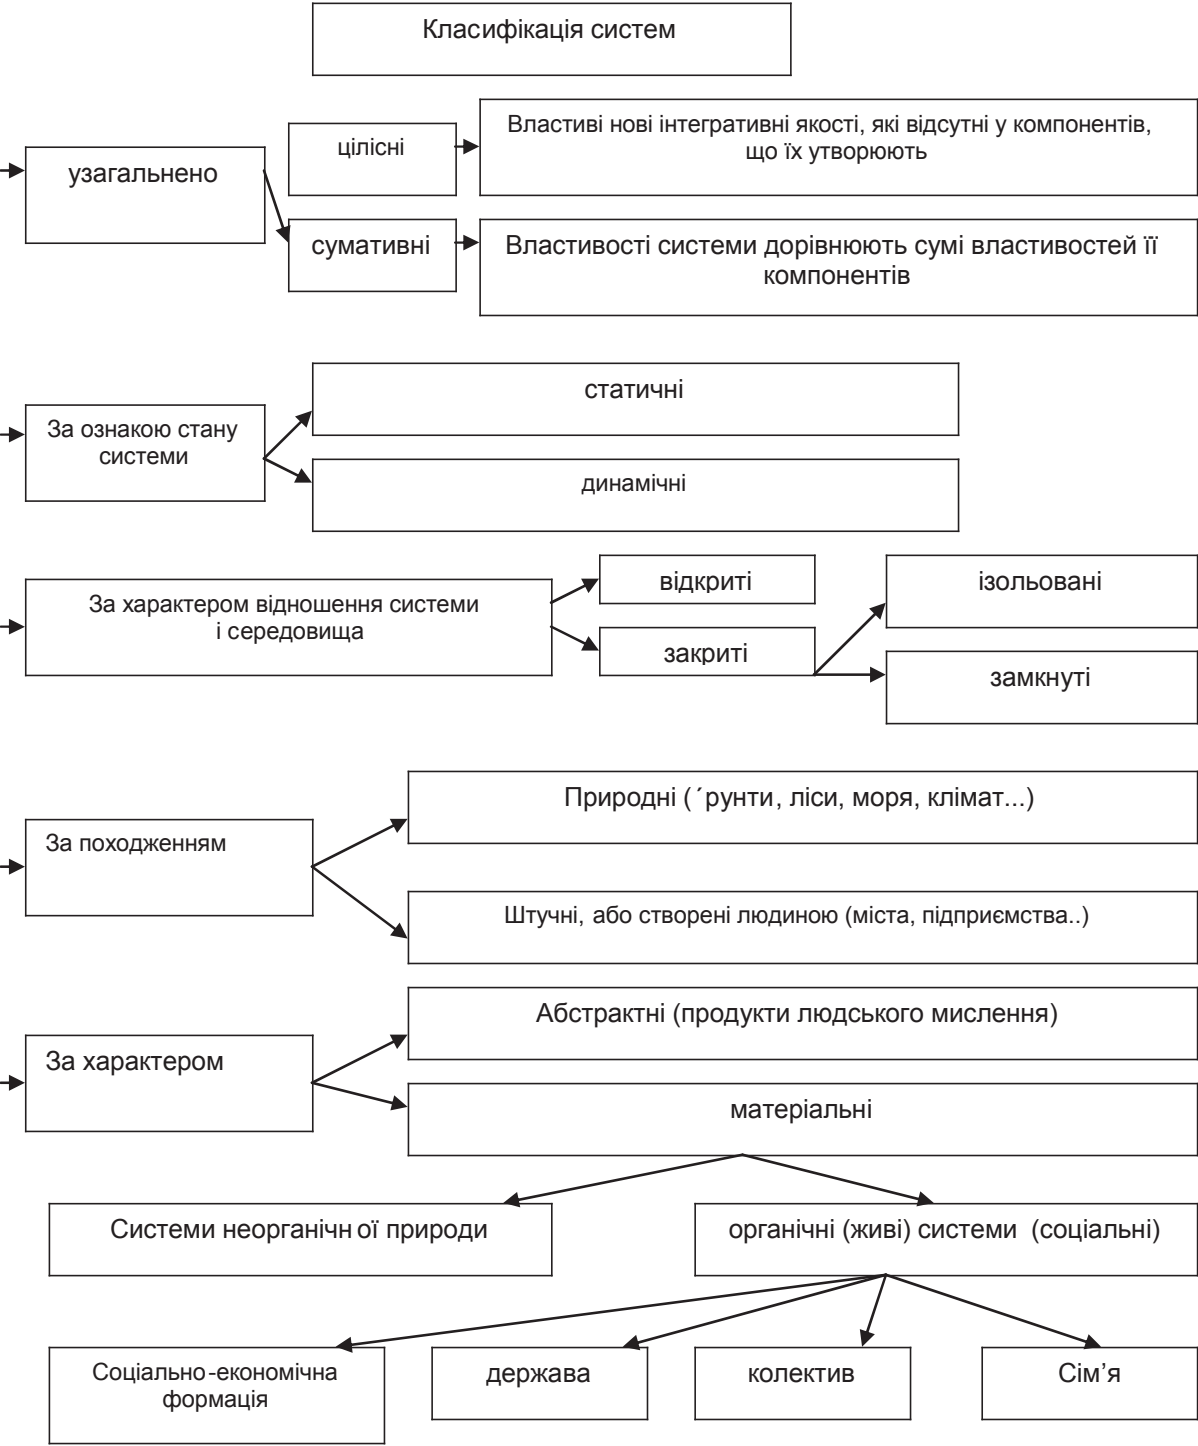 Класифікація систем
узагальнено
цілісні
Властиві нові інтегративні якості, які відсутні у компонентів,
що їх утворюють
сумативні
Властивості системи дорівнюють сумі властивостей її
компонентів
За ознакою стану
системи
статичні
динамічні
За характером відношення системи
і середовища
відкриті
закриті
ізольовані
замкнуті
За походженням
Природні (´рунти, ліси, моря, клімат...)
Штучні, або створені людиною (міста, підприємства..)
За характером
Абстрактні (продукти людського мислення)
матеріальні
Системи неорганічн ої природи
органічні (живі) системи (соціальні)
Соціально-економічна
формація
держава
колектив
Сім’я